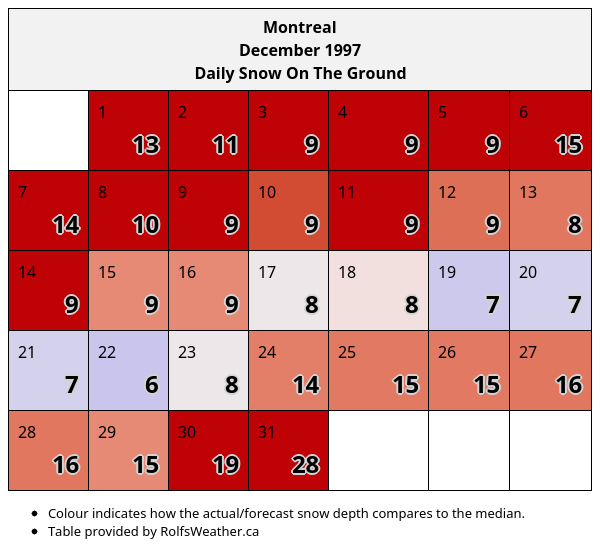 Montreal
December 1997
Daily Snow On The Ground
1 2 3 4 5 6
13 11 9 9 9 15
7 8 9 10 11 12 13
14 10 9 9 9 9 8
14 15 16 17 18 19 20
9 9 9 8 8 7 7
21 22 23 24 25 26 27
7 6 8 14 15 15 16
28 29 30 31
16 15 19 28
• Colour indicates how the actual/forecast snow depth compares to the median.
• Table provided by RolfsWeather.ca